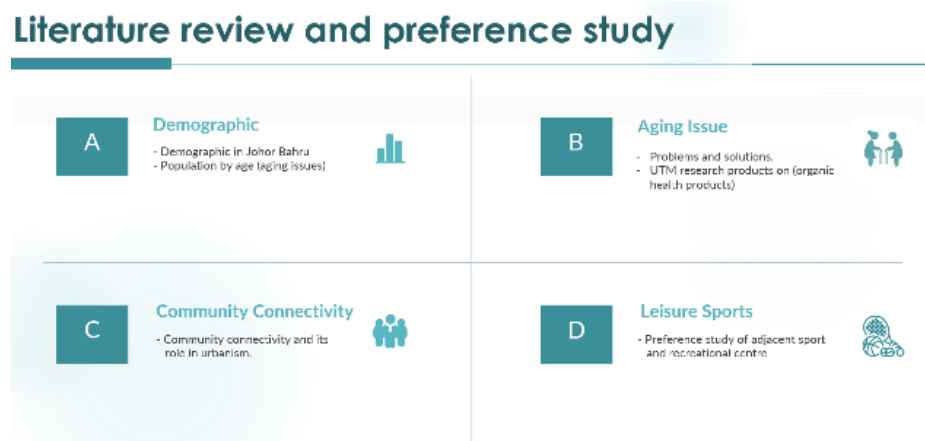 Literature review and preference study
A
Demographic
- Demographic in Johor Bahru
- Population by age (aging issues)
B
Aging Issue
- Problems and solutions.
- UTM research products on (organic
health products)
C
Community Connectivity
- Community connectivity and its
role in urbanism.
D
Leisure Sports
- Preference study of adjacent sport
and recreational centre